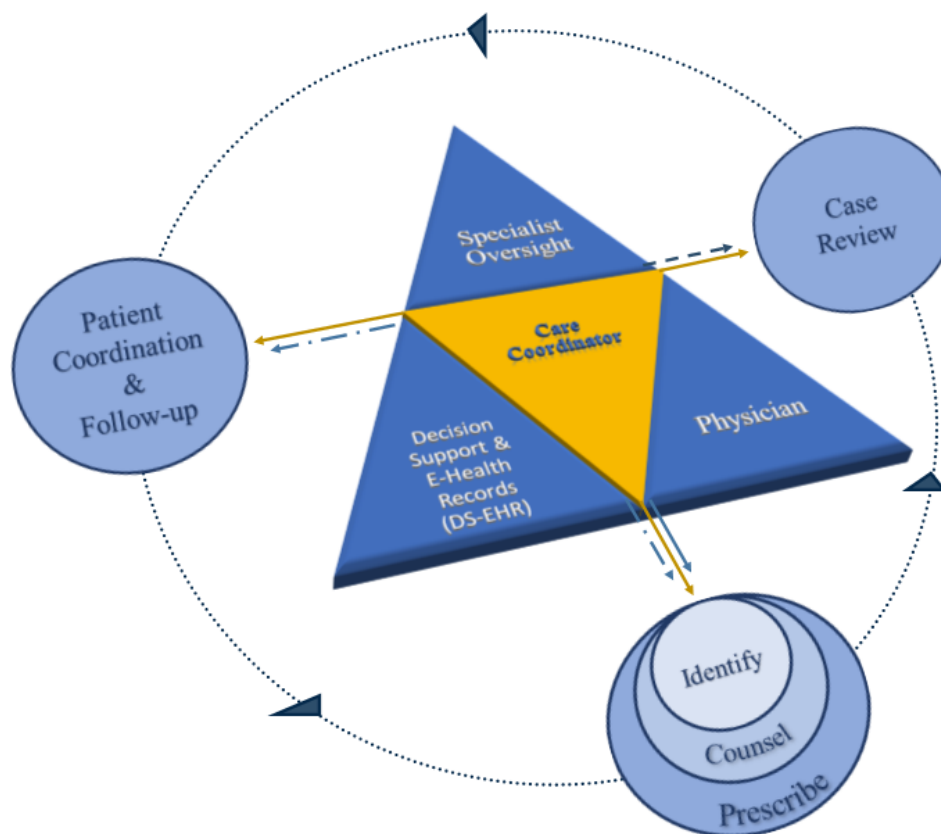 Specialist
Oversight
Case
Review
Care
Coordinator
Patient
Coordination
&
Follow-up
Physician
Decision
Support &
E-Health
Records
(DS-EHR)
Identify
Counsel
Prescribe